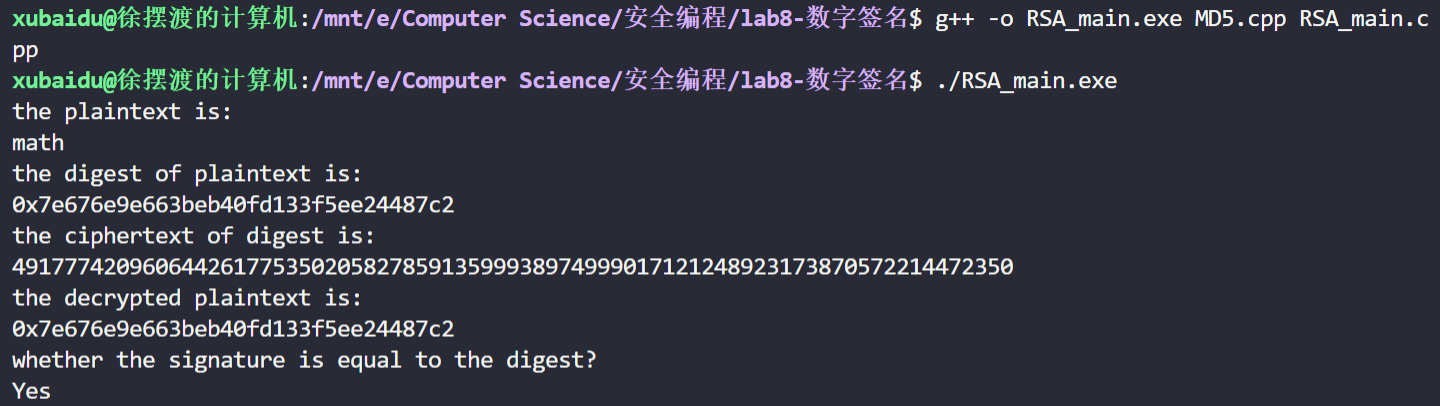 xubaidu@徐摆渡的计算机:/mnt/e/Computer Science/安全编程/lab8-数字签名$ g++ -o RSA_main.exe MD5.cpp RSA_main.c
pp
xubaidu@徐摆渡的计算机:/mnt/e/Computer Science/安全编程/lab8-数字签名$ ./RSA_main.exe
the plaintext is:
math
the digest of plaintext is:
0x7e676e9e663beb40fd133f5ee24487c2
the ciphertext of digest is:
49177742096064426177535020582785913599938974999017121248923173870572214472350
the decrypted plaintext is:
0x7e676e9e663beb40fd133f5ee24487c2
whether the signature is equal to the digest?
Yes